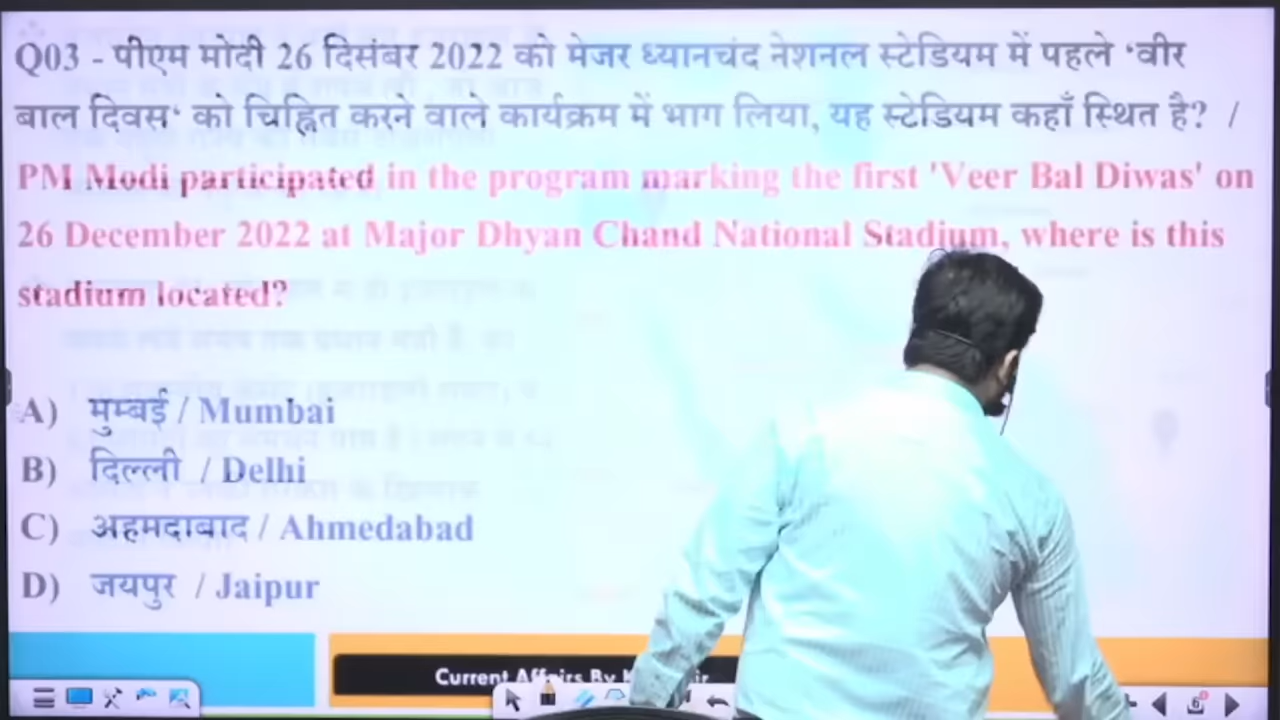 Q03 - पीएम मोदी 26 दिसंबर 2022 को मेजर ध्यानचंद नेशनल स्टेडियम में पहले ‘वीर
बाल दिवस‘ को चिह्नित करने वाले कार्यक्रम में भाग लिया, यह स्टेडियम कहाँ स्थित है? /
PM Modi participated in the program marking the first 'Veer Bal Diwas' on
26 December 2022 at Major Dhyan Chand National Stadium, where is this
stadium located?
A) मुम्बई / Mumbai
B) दिल्ली / Delhi
C) अहमदाबाद / Ahmedabad
D) जयपुर / Jaipur
Current Affairs By